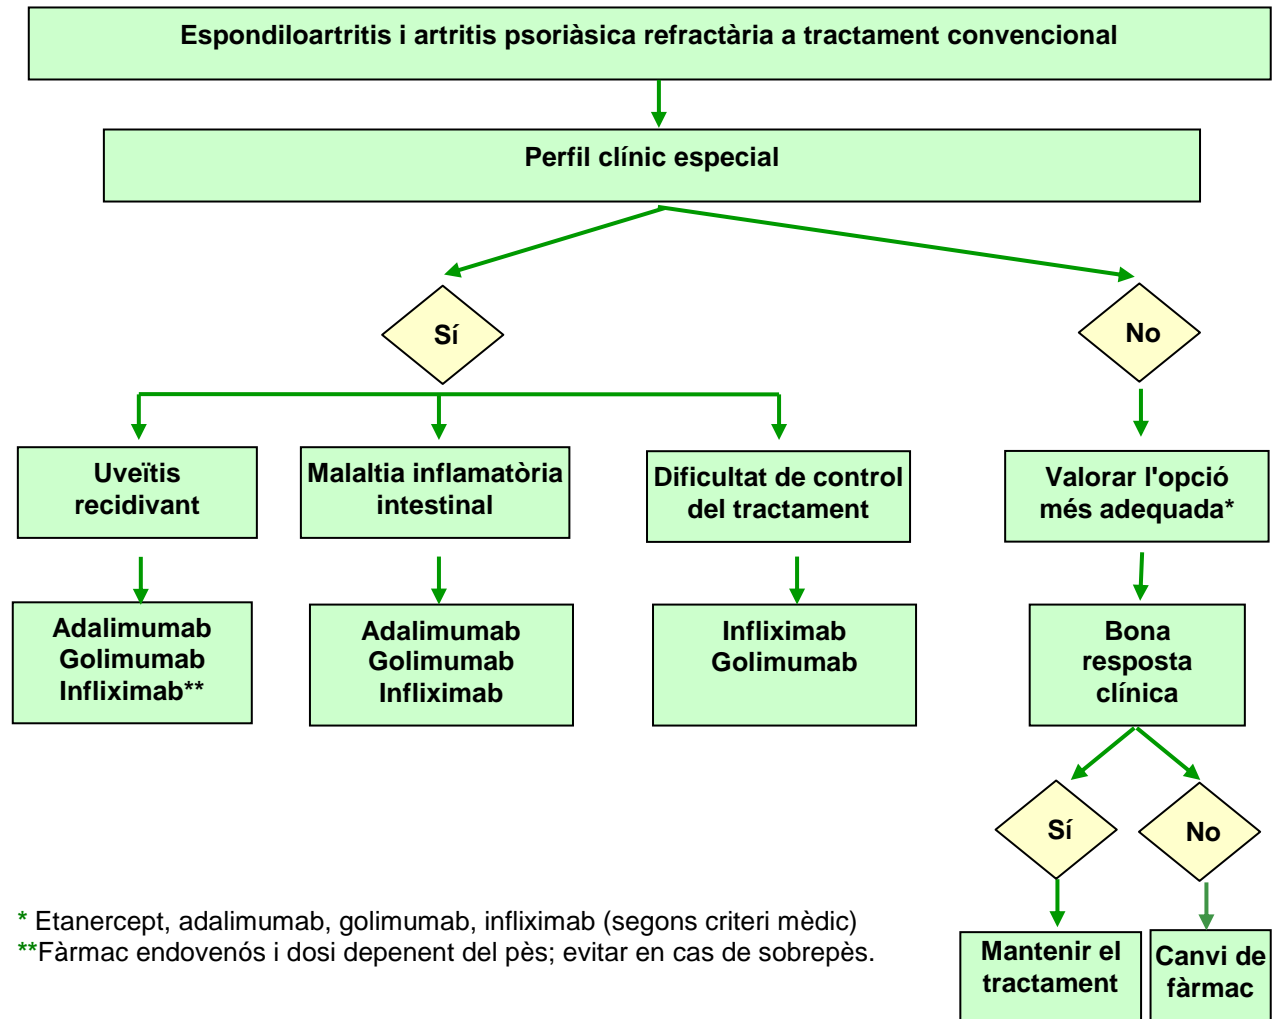 Espondiloartritis i artritis psoriàsica refractària a tractament convencional
Perfil clínic especial
Sí
No
Uveïtis
recidivant
Malaltia inflamatòria
intestinal
Dificultat de control
del tractament
Valorar l'opció
més adequada*
Adalimumab
Golimumab
Infliximab**
Adalimumab
Golimumab
Infliximab
Infliximab
Golimumab
Bona
resposta
clínica
Sí
No
* Etanercept, adalimumab, golimumab, infliximab (segons criteri mèdic)
**Fàrmac endovenós i dosi depenent del pès; evitar en cas de sobrepès.
Mantenir el
tractament
Canvi de
fàrmac